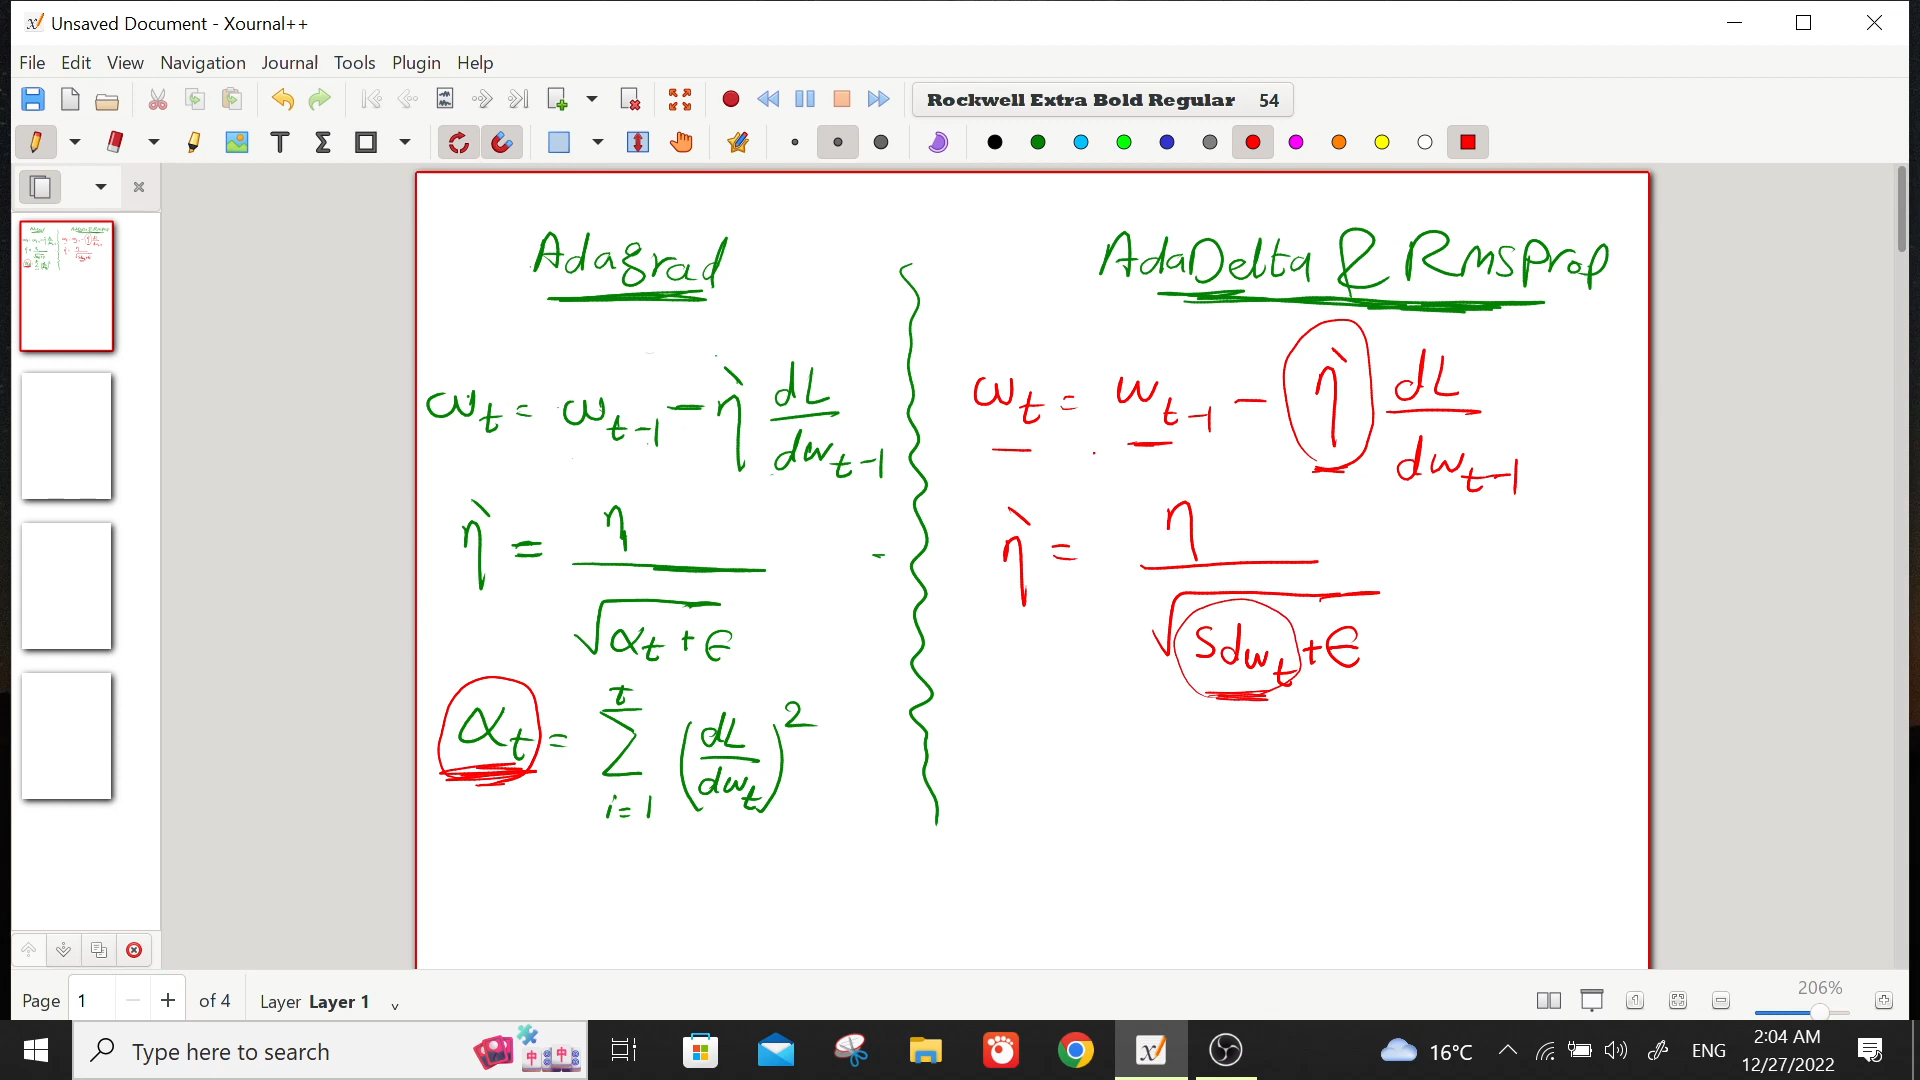 Unsaved Document - Xournal++
File Edit View Navigation Journal Tools Plugin Help
Rockwell Extra Bold Regular 54
Adagrad
ωt = ωt-1 - ὴ dL/dwt-1
ὴ = η/√αt + ϵ
αt = Σ t i=1 (dL/dwt)²
AdaDelta & RmsProp
ωt = wt-1 - ὴ dL/dwt-1
ὴ = η/√Sdwt + ϵ
Page 1 of 4 Layer Layer 1
206%
Type here to search
16°C
ENG
2:04 AM
12/27/2022